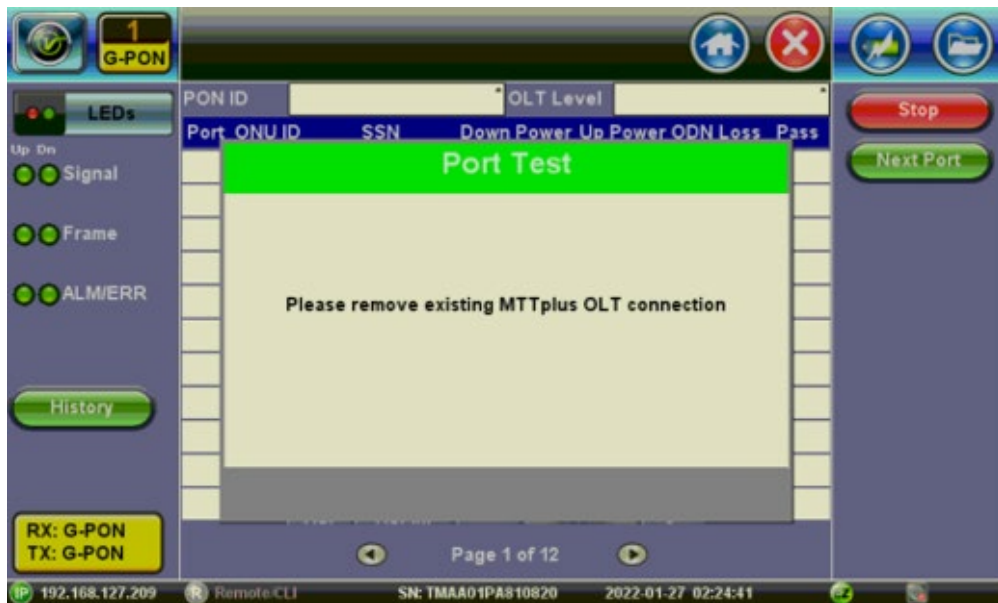 1
G-PON
LEDs
Up Dn
Signal
Frame
ALM/ERR
History
RX: G-PON
TX: G-PON
PON ID
OLT Level
Port ONU ID SSN Down Power Up Power ODN Loss Pass
Port Test
Please remove existing MTTplus OLT connection
Page 1 of 12
Stop
Next Port
IP 192.168.127.209 R Remote CLI SN: TMAA01PA810820 2022-01-27 02:24:41